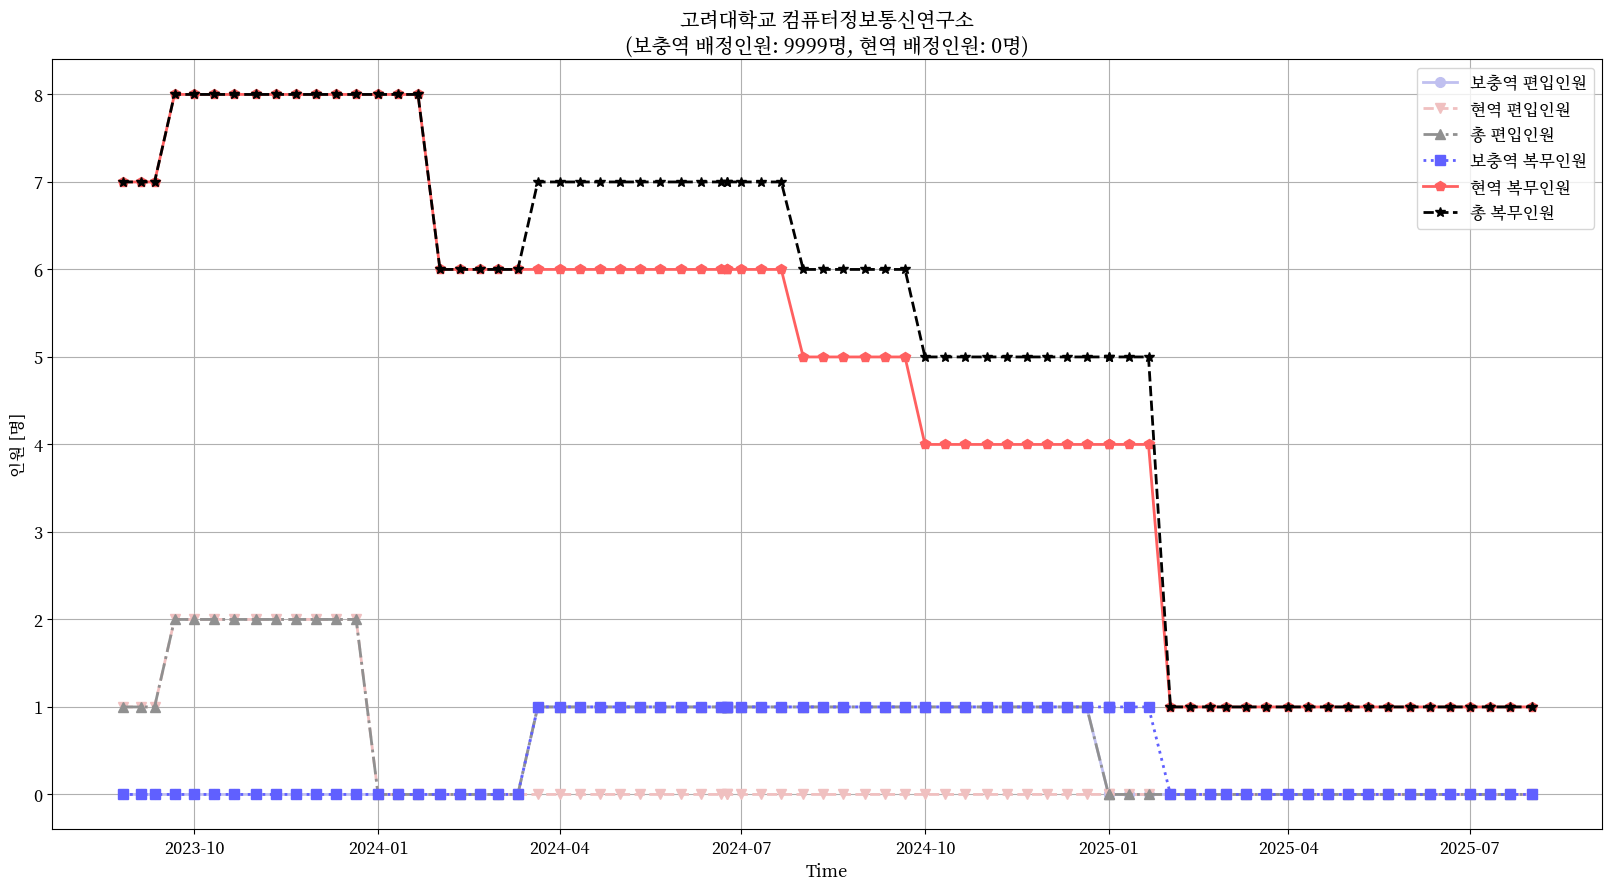 고려대학교 컴퓨터정보통신연구소
(보충역 배정인원: 9999명, 현역 배정인원: 0명)
보충역 편입인원
현역 편입인원
총 편입인원
보충역 복무인원
현역 복무인원
총 복무인원
인원 [명]
8
7
6
5
4
3
2
1
0
2023-10
2024-01
2024-04
2024-07
2024-10
2025-01
2025-04
2025-07
Time